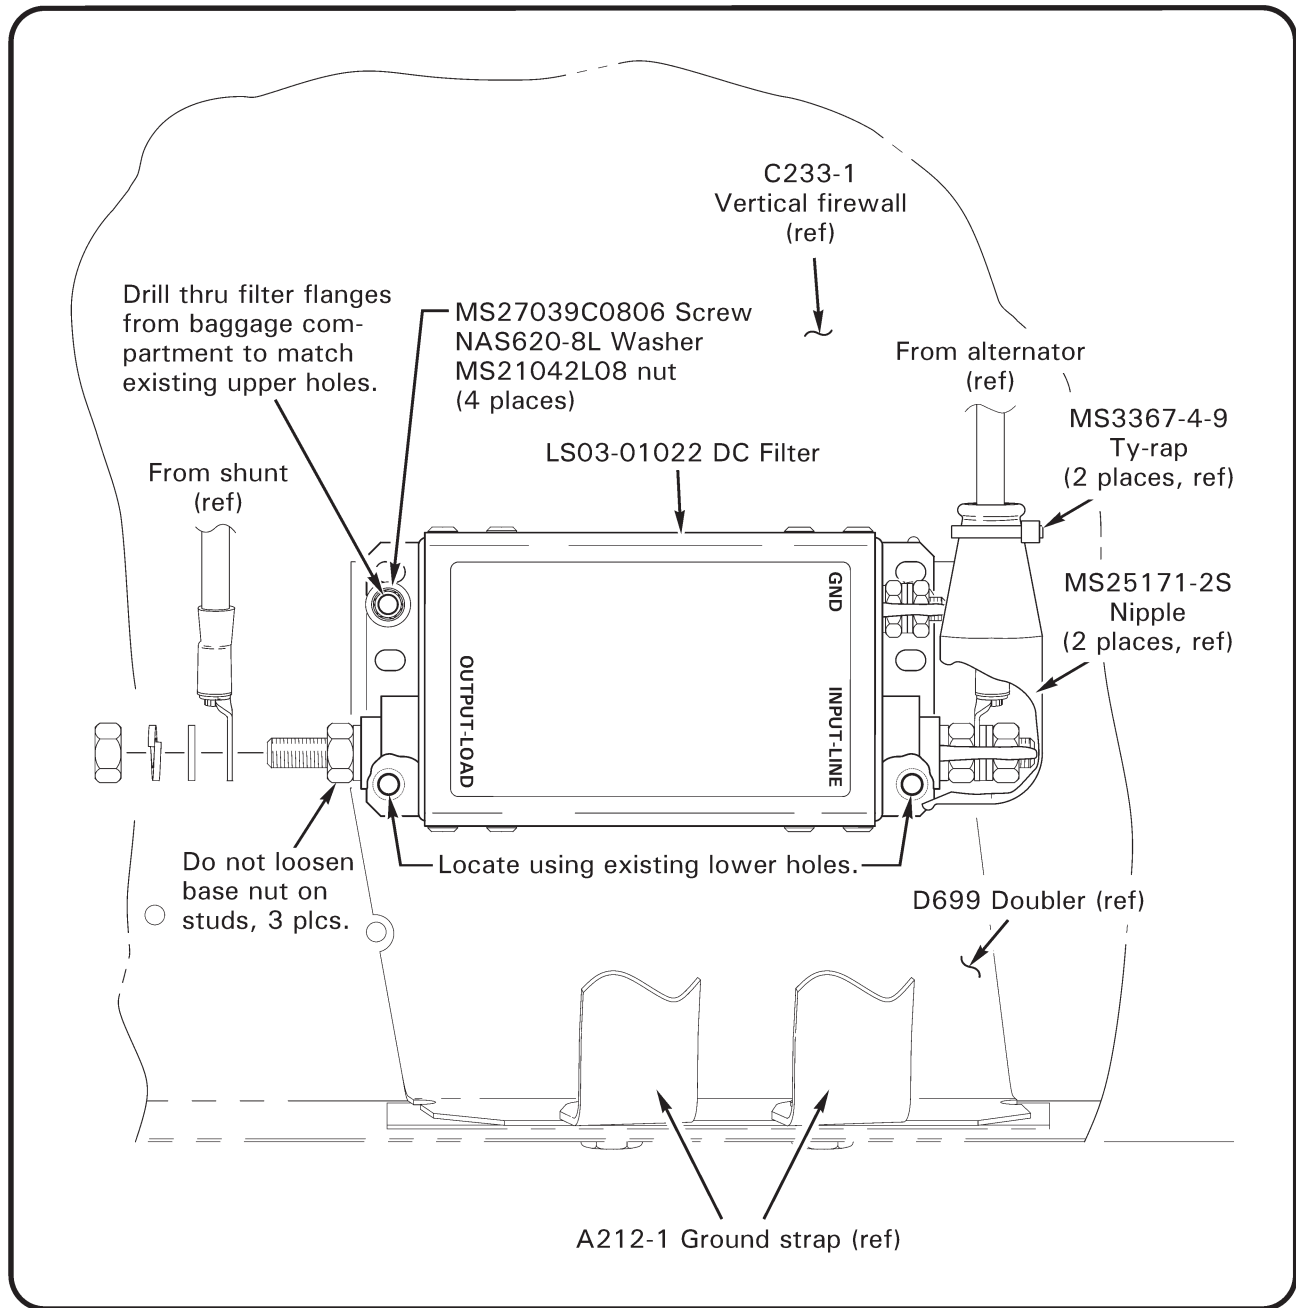 C233-1
Vertical firewall
(ref)
Drill thru filter flanges
from baggage com-
partment to match
existing upper holes.
MS27039C0806 Screw
NAS620-8L Washer
MS21042L08 nut
(4 places)
From alternator
(ref)
MS3367-4-9
Ty-rap
(2 places, ref)
LS03-01022 DC Filter
From shunt
(ref)
GND
MS25171-2S
Nipple
(2 places, ref)
OUTPUT-LOAD
INPUT-LINE
Do not loosen
base nut on
studs, 3 plcs.
Locate using existing lower holes.
D699 Doubler (ref)
A212-1 Ground strap (ref)